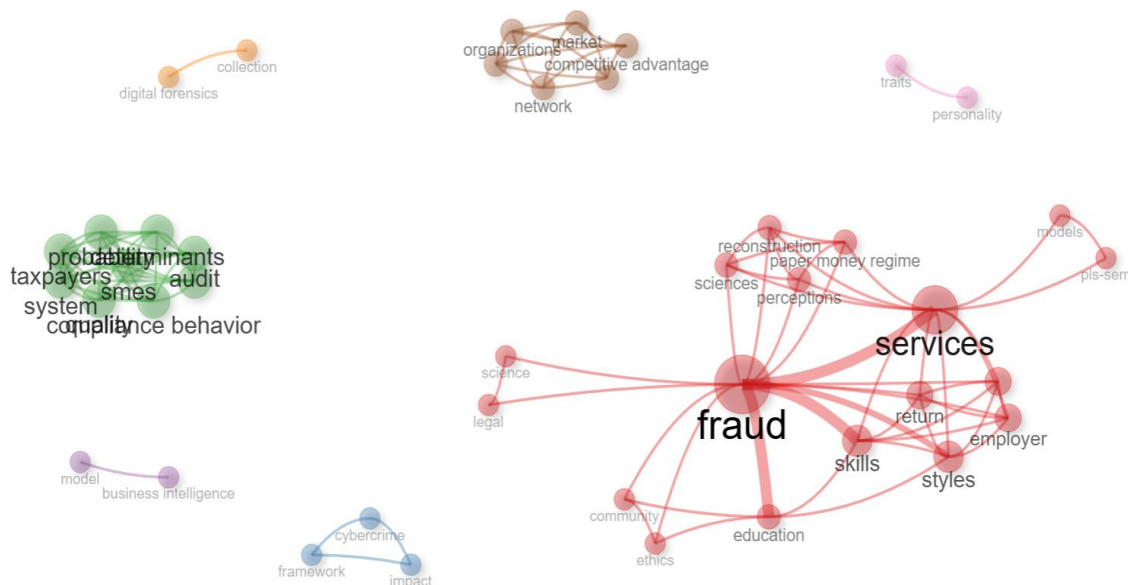 collection
digital forensics
organizations
market
competitive advantage
network
traits
personality
probability
determinants
taxpayers
audit
smes
system
compliance behavior
quality
models
reconstruction
paper money regime
pls-sem
sciences
perceptions
services
science
legal
fraud
return
employer
skills
styles
community
education
ethics
model
business intelligence
cybercrime
framework
impact